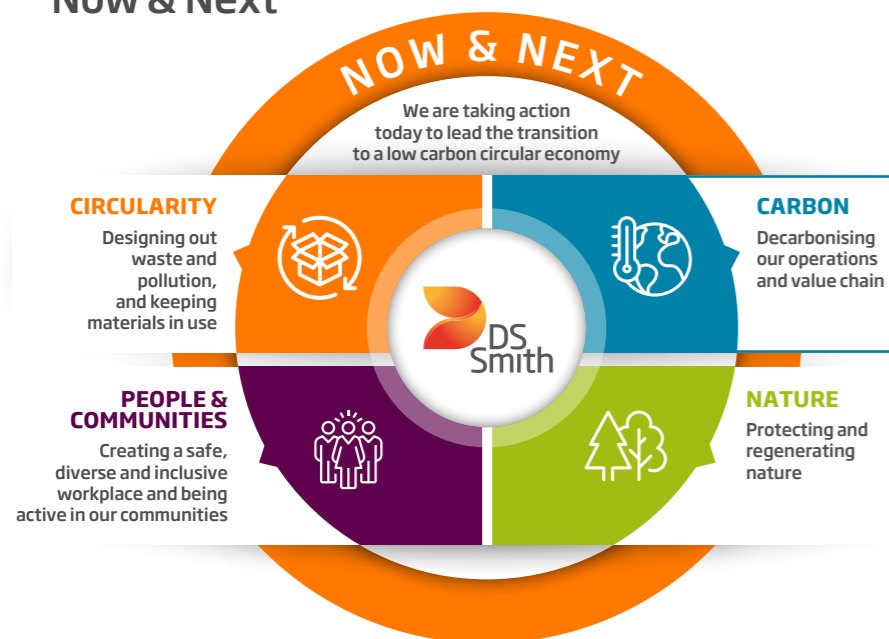 Now & Next
NOW & NEXT
We are taking action
today to lead the transition
to a low carbon circular economy
CIRCULARITY
Designing out
waste and
pollution,
and keeping
materials in use
CARBON
Decarbonising
our operations
and value chain
DS
Smith
PEOPLE &
COMMUNITIES
Creating a safe,
diverse and inclusive
workplace and being
active in our communities
NATURE
Protecting and
regenerating
nature